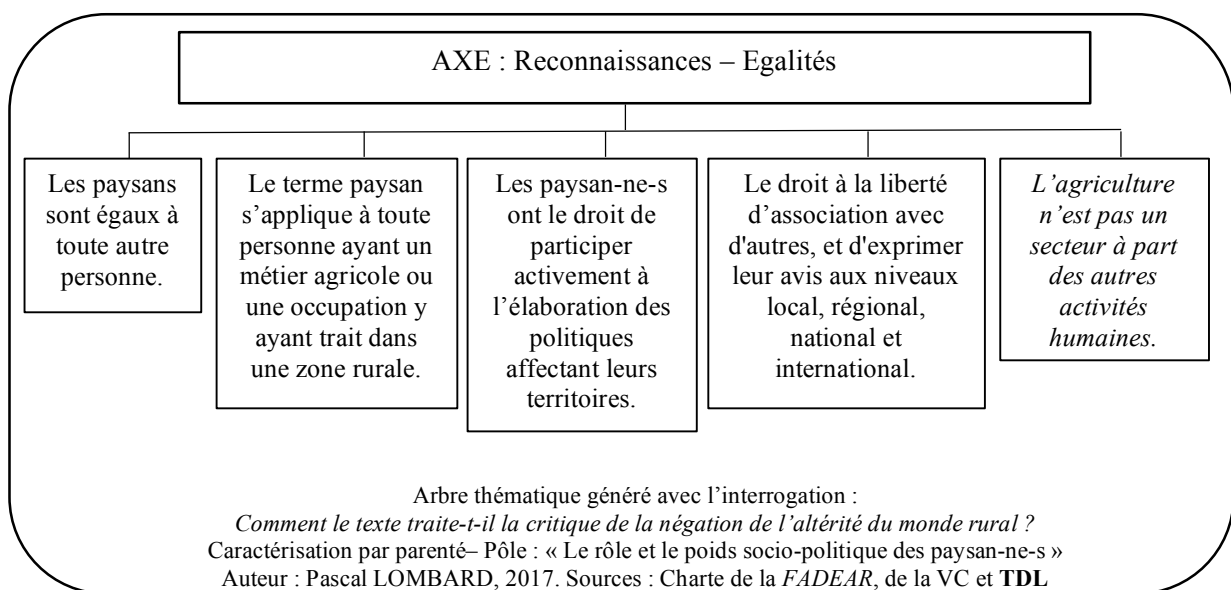 AXE : Reconnaissances – Egalités
Les paysans
sont égaux à
toute autre
personne.
Le terme paysan
s’applique à toute
personne ayant un
métier agricole ou
une occupation y
ayant trait dans
une zone rurale.
Les paysan-ne-s
ont le droit de
participer
activement à
l’élaboration des
politiques
affectant leurs
territoires.
Le droit à la liberté
d’association avec
d'autres, et d'exprimer
leur avis aux niveaux
local, régional,
national et
international.
L’agriculture
n’est pas un
secteur à part
des autres
activités
humaines.
Arbre thématique généré avec l’interrogation :
Comment le texte traite-t-il la critique de la négation de l’altérité du monde rural ?
Caractérisation par parenté– Pôle : « Le rôle et le poids socio-politique des paysan-ne-s »
Auteur : Pascal LOMBARD, 2017. Sources : Charte de la FADEAR, de la VC et TDL